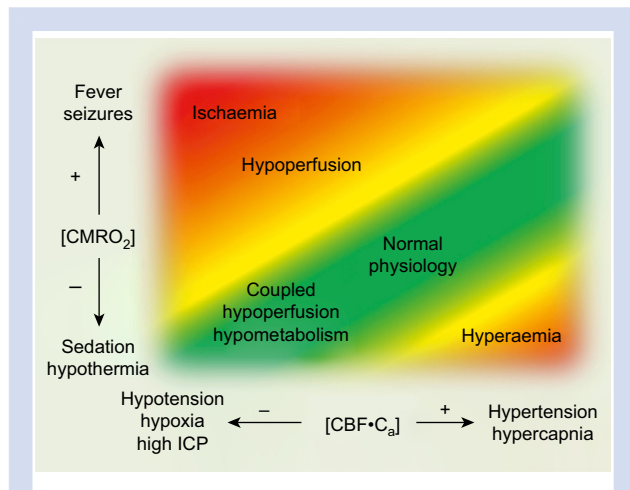 Fever
seizures
+
[CMRO₂]
–
Sedation
hypothermia
Ischaemia
Hypoperfusion
Normal
physiology
Coupled
hypoperfusion
hypometabolism
Hyperaemia
Hypotension
hypoxia
high ICP
–
[CBF•Cₐ]
+
Hypertension
hypercapnia